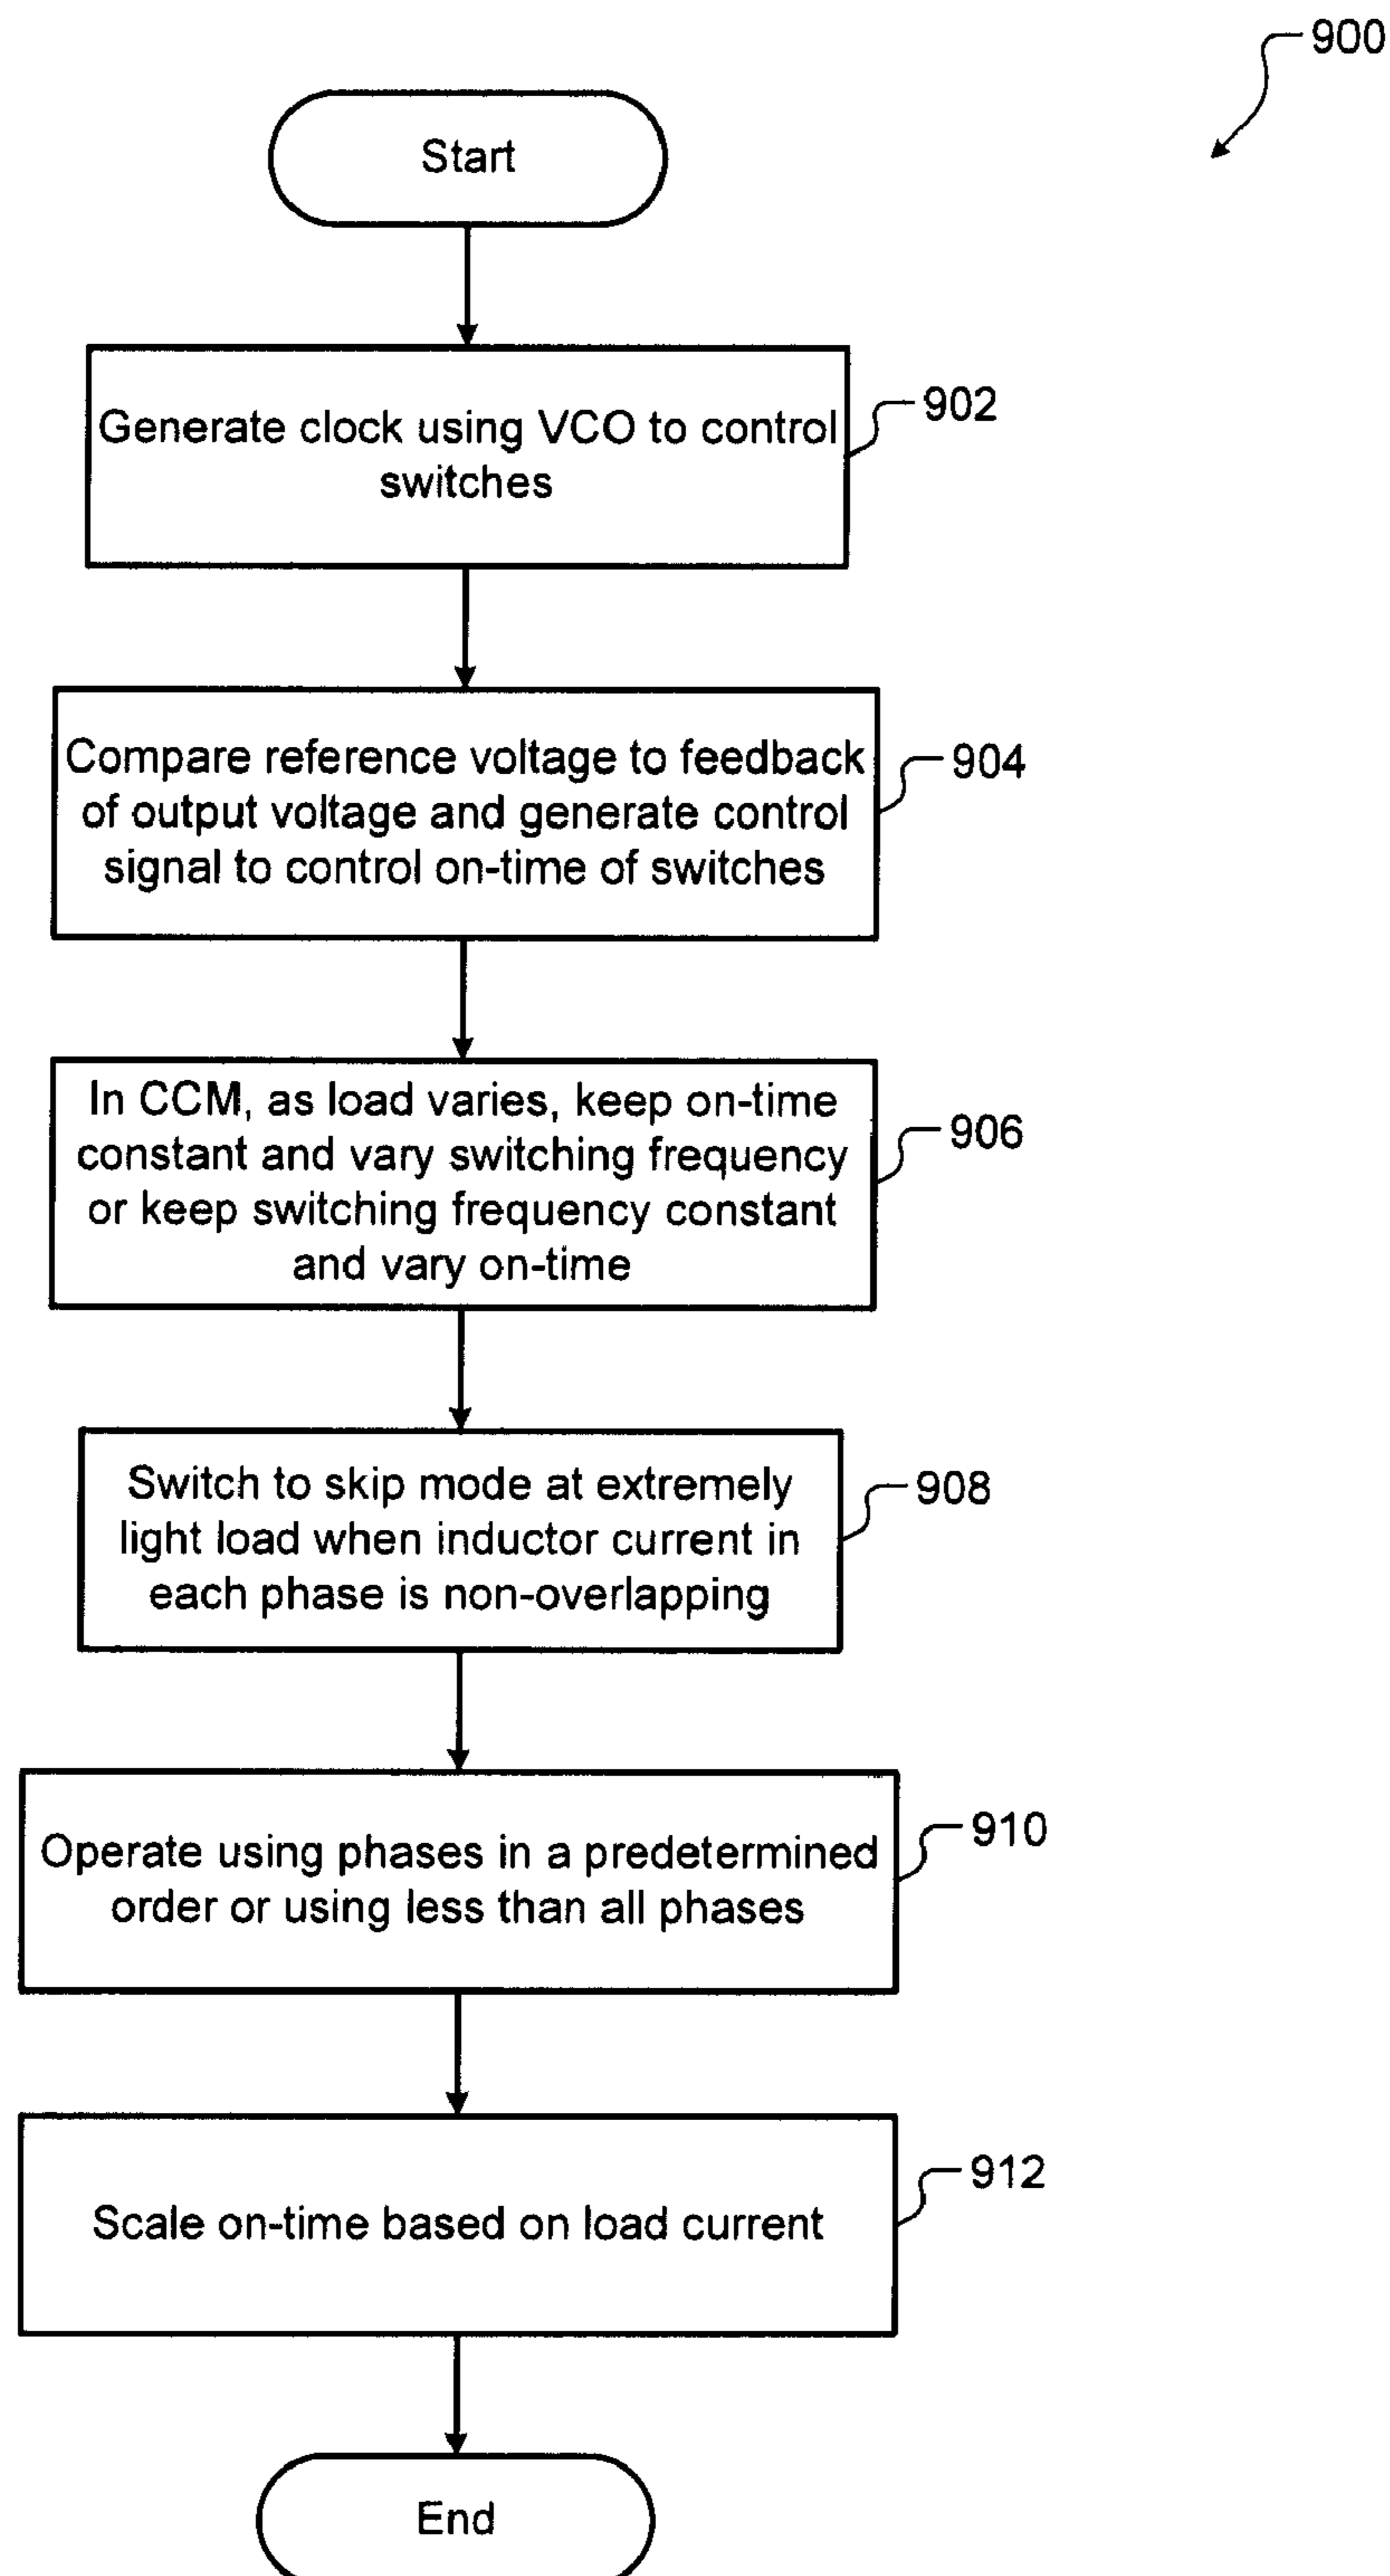 900
Start
Generate clock using VCO to control
switches
902
Compare reference voltage to feedback
of output voltage and generate control
signal to control on-time of switches
904
In CCM, as load varies, keep on-time
constant and vary switching frequency
or keep switching frequency constant
and vary on-time
906
Switch to skip mode at extremely
light load when inductor current in
each phase is non-overlapping
908
Operate using phases in a predetermined
order or using less than all phases
910
Scale on-time based on load current
912
End